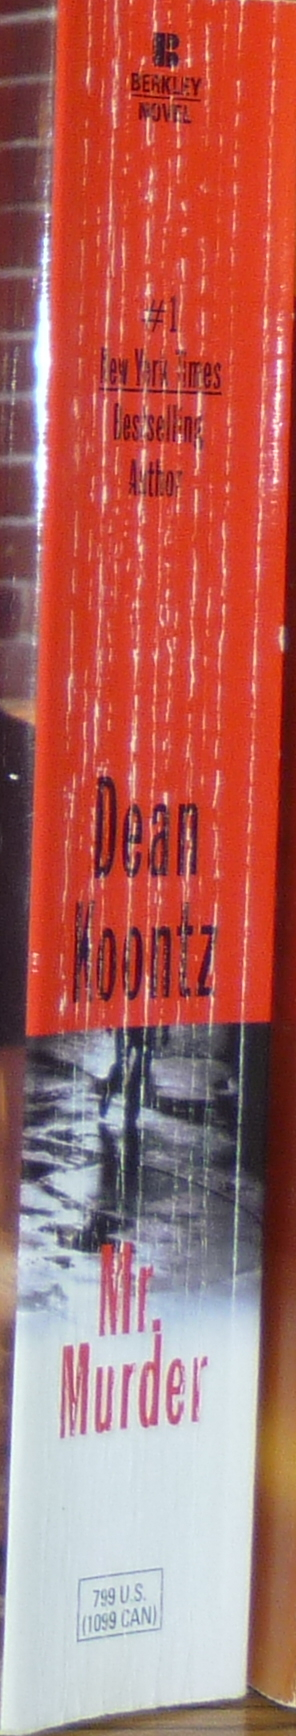 B
BERKLEY
NOVEL
#1
New York Times
Bestselling
Author
Dean
Koontz
Mr.
Murder
799 U.S.
(1099 CAN)